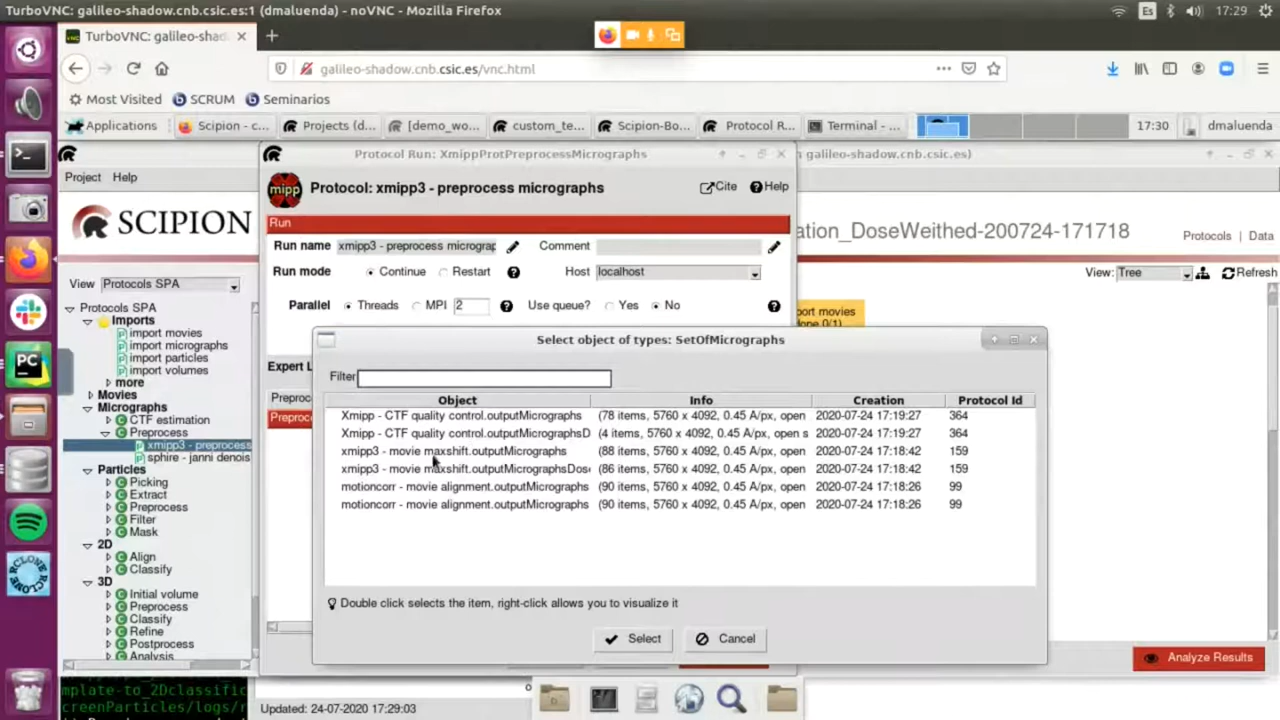 TurboVNC: galileo-shadow.cnb.csic.es:1 (dmaluenda) - noVNC - Mozilla Firefox
Es
17:29
TurboVNC: galileo-shad
galileo-shadow.cnb.csic.es/vnc.html
Most Visited
SCRUM
Seminarios
Applications
Scipion - c...
Projects (d...
[demo_wo...
custom_te...
Scipion-Bo...
Protocol R...
Terminal - ...
17:30
dmaluenda
Protocol Run: XmippProtPreprocessMicrographs
galileo-shadow.cnb.csic.es)
Project Help
xmipp
Protocol: xmipp3 - preprocess micrographs
Cite
Help
SCIPION
Run
ation_DoseWeithed-200724-171718
Protocols | Data
Run name
xmipp3 - preprocess micrograp
Comment
Run mode
Continue
Restart
Host
localhost
View: Tree
Refresh
View Protocols SPA
Parallel
Threads
MPI
2
Use queue?
Yes
No
Protocols SPA
Imports
import movies
import micrographs
import particles
import volumes
more
Movies
Micrographs
CTF estimation
Preprocess
xmipp3 - preprocess
sphire - janni denois
Particles
Picking
Extract
Preprocess
Filter
Mask
2D
Align
Classify
3D
Initial volume
Preprocess
Classify
Refine
Postprocess
Analysis
PC
RCLONE
port movies
Expert L
Preproc
Preproc
Select object of types: SetOfMicrographs
Filter
Object Info Creation Protocol Id
Xmipp - CTF quality control.outputMicrographs (78 items, 5760 x 4092, 0.45 A/px, open 2020-07-24 17:19:27 364
Xmipp - CTF quality control.outputMicrographsD (4 items, 5760 x 4092, 0.45 A/px, open s 2020-07-24 17:19:27 364
xmipp3 - movie maxshift.outputMicrographs (88 items, 5760 x 4092, 0.45 A/px, open 2020-07-24 17:18:42 159
xmipp3 - movie maxshift.outputMicrographsDos (86 items, 5760 x 4092, 0.45 A/px, open 2020-07-24 17:18:42 159
motioncorr - movie alignment.outputMicrographs (90 items, 5760 x 4092, 0.45 A/px, open 2020-07-24 17:18:26 99
motioncorr - movie alignment.outputMicrographs (90 items, 5760 x 4092, 0.45 A/px, open 2020-07-24 17:18:26 99
Double click selects the item, right-click allows you to visualize it
Select
Cancel
Analyze Results
mplate-to_2Dclassific
creenParticles/logs/r
Updated: 24-07-2020 17:29:03